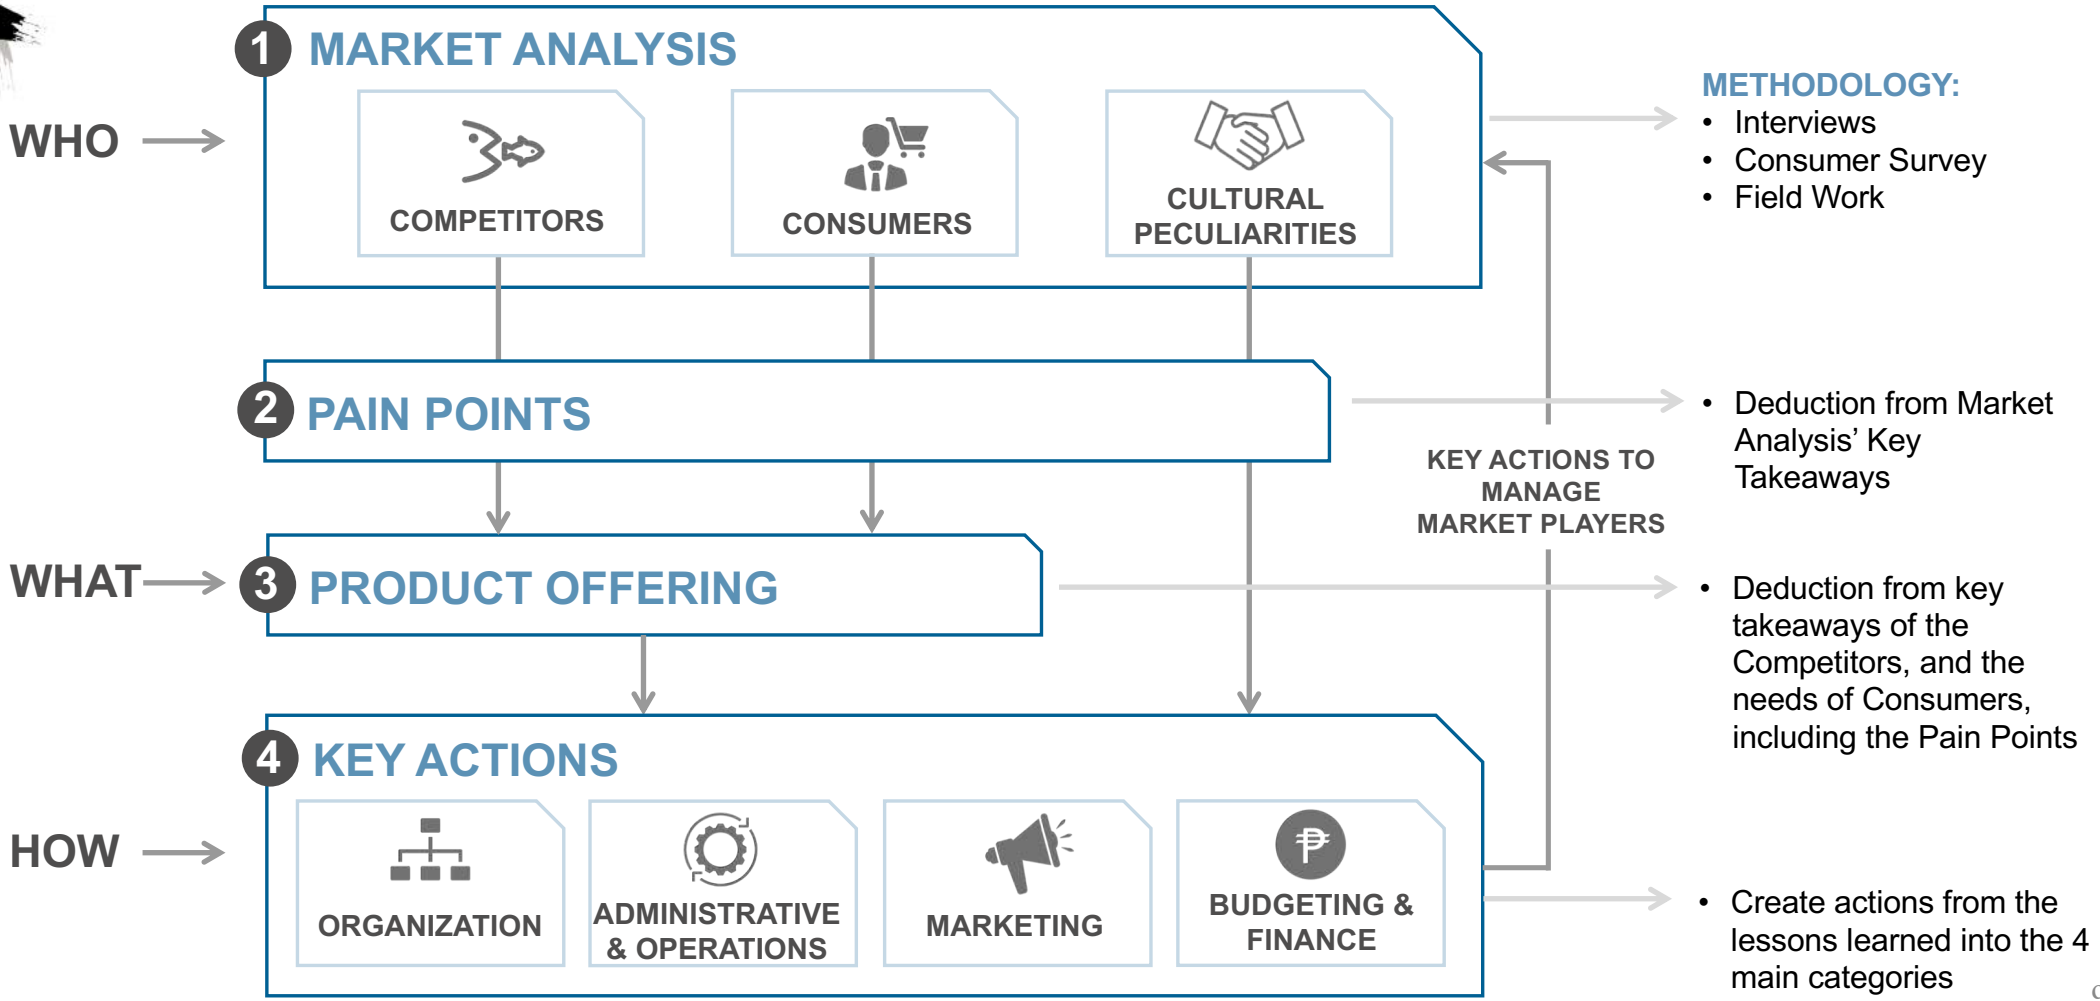 1 MARKET ANALYSIS
WHO
COMPETITORS
CONSUMERS
CULTURAL
PECULIARITIES
METHODOLOGY:
• Interviews
• Consumer Survey
• Field Work
2 PAIN POINTS
• Deduction from Market
Analysis’ Key
Takeaways
KEY ACTIONS TO
MANAGE
MARKET PLAYERS
WHAT
3 PRODUCT OFFERING
• Deduction from key
takeaways of the
Competitors, and the
needs of Consumers,
including the Pain Points
4 KEY ACTIONS
HOW
ORGANIZATION
ADMINISTRATIVE
& OPERATIONS
MARKETING
₱
BUDGETING &
FINANCE
• Create actions from the
lessons learned into the 4
main categories